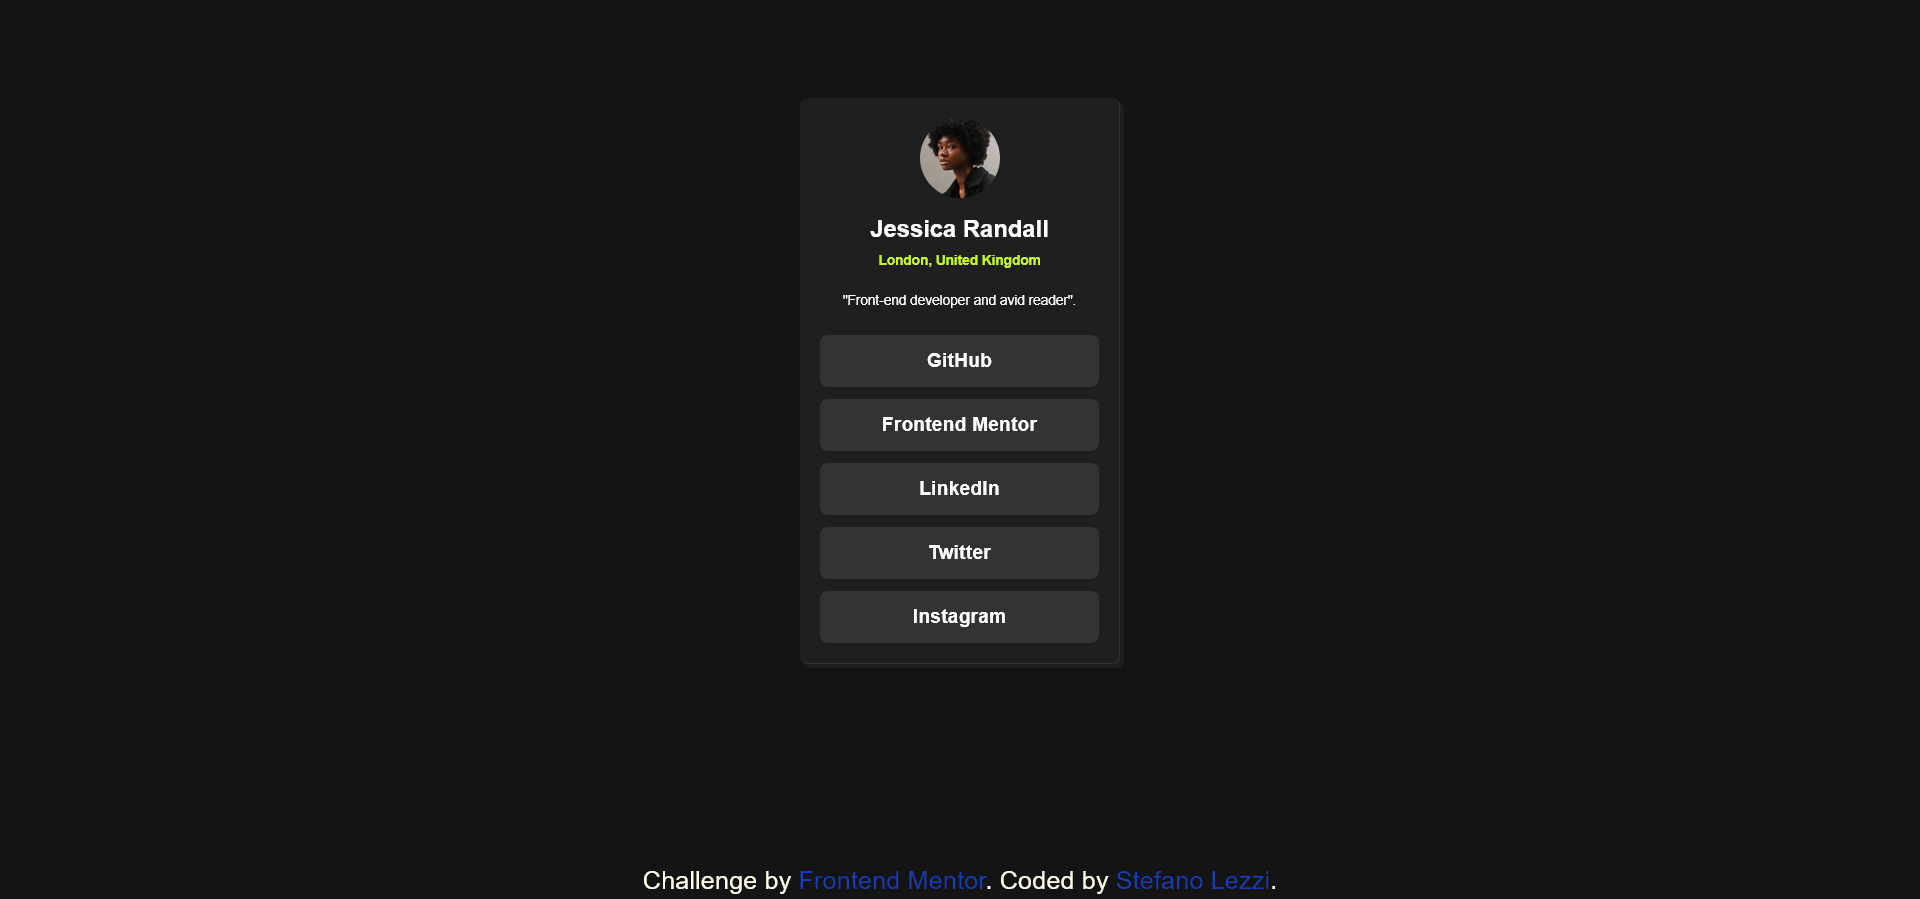 Jessica Randall
London, United Kingdom
"Front-end developer and avid reader".
GitHub
Frontend Mentor
LinkedIn
Twitter
Instagram
Challenge by Frontend Mentor. Coded by Stefano Lezzi.